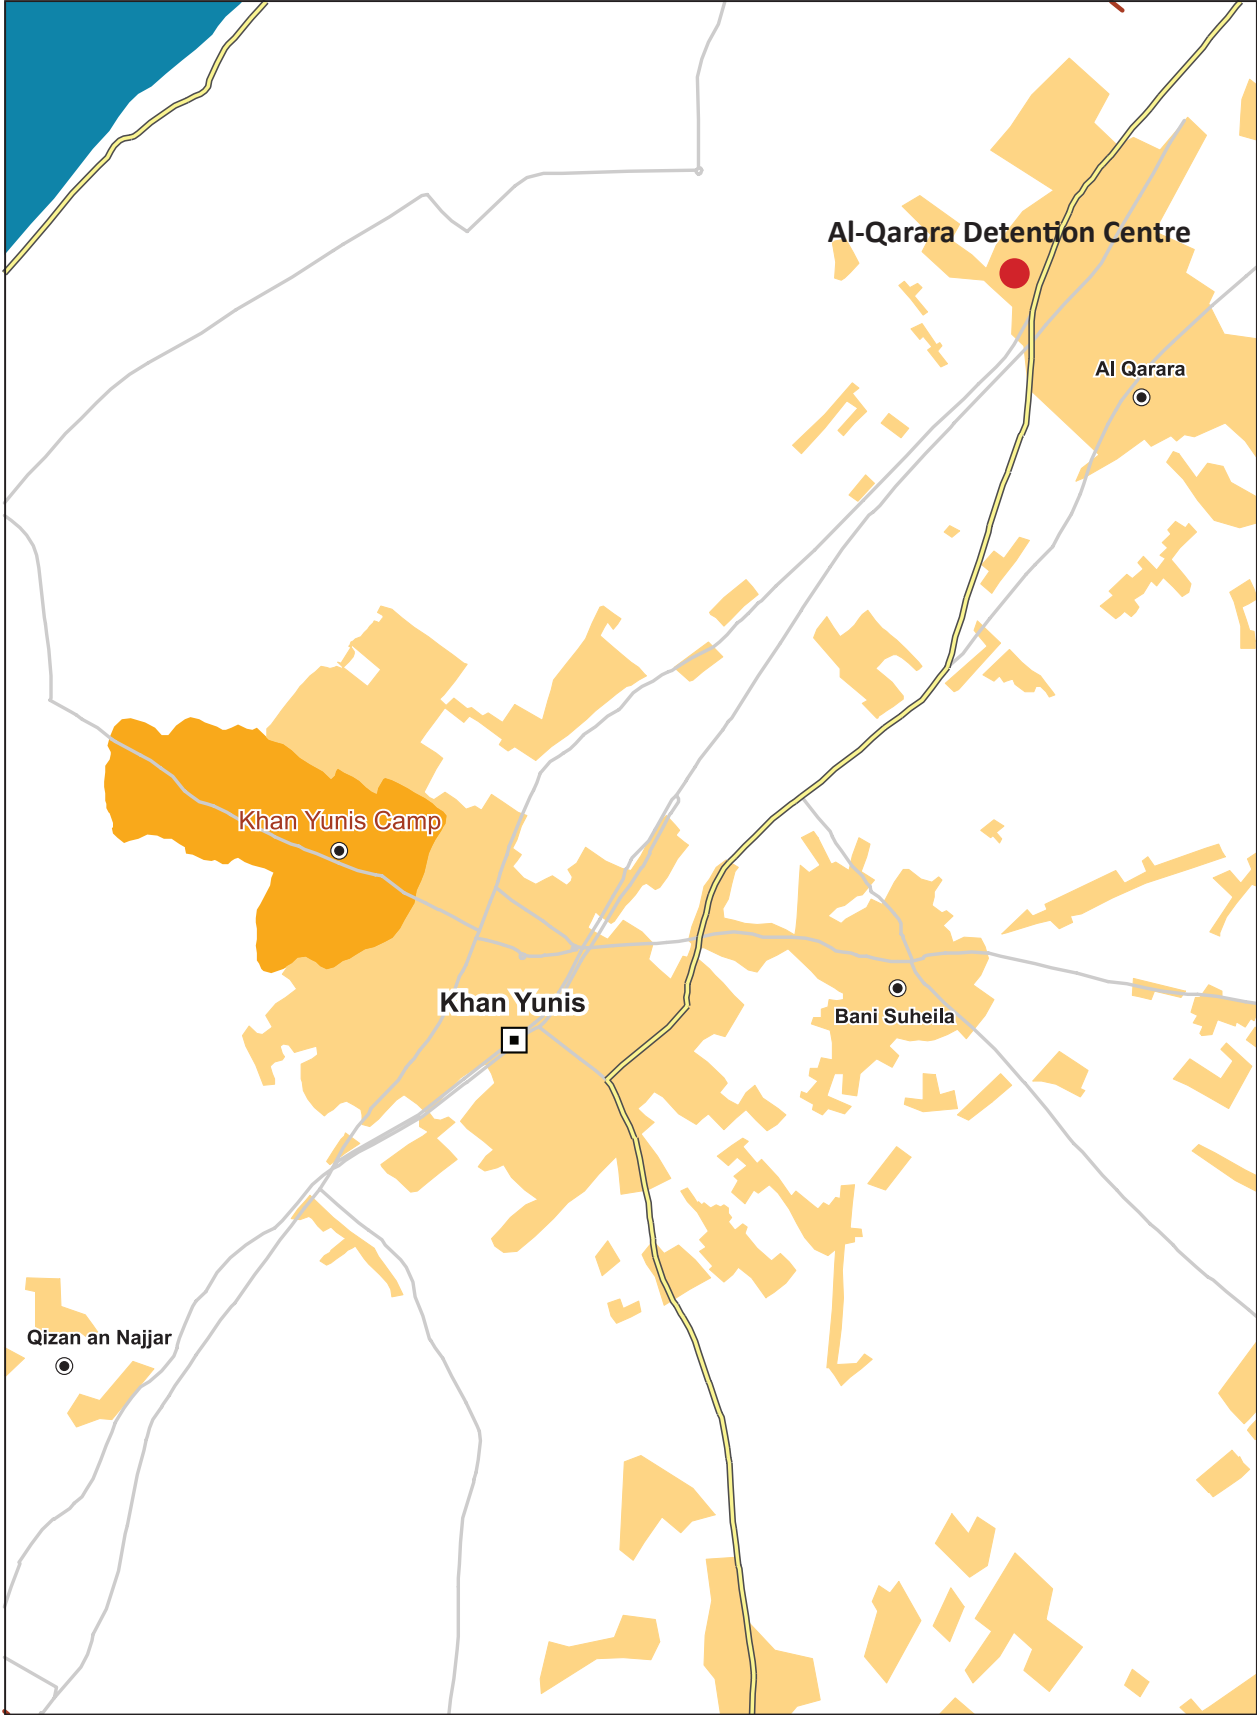 Al-Qarara Detention Centre
Al Qarara
Khan Yunis Camp
Khan Yunis
Bani Suheila
Qizan an Najjar